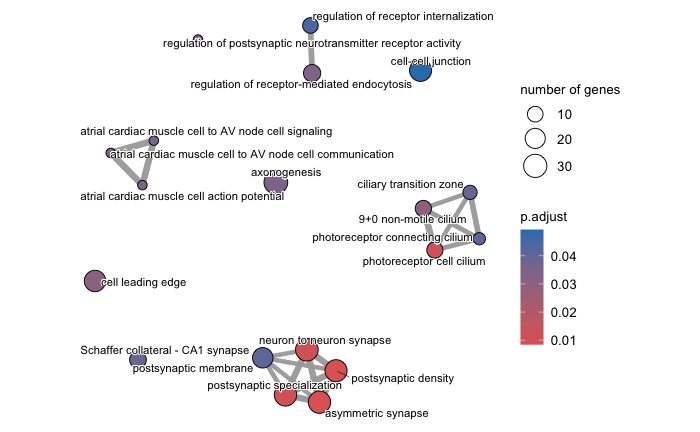 regulation of receptor internalization
regulation of postsynaptic neurotransmitter receptor activity
cell-cell junction
regulation of receptor-mediated endocytosis
number of genes
10
20
30
atrial cardiac muscle cell to AV node cell signaling
atrial cardiac muscle cell to AV node cell communication
axonogenesis
atrial cardiac muscle cell action potential
ciliary transition zone
9+0 non-motile cilium
photoreceptor connecting cilium
photoreceptor cell cilium
p.adjust
0.04
0.03
0.02
0.01
cell leading edge
neuron to neuron synapse
Schaffer collateral - CA1 synapse
postsynaptic membrane
postsynaptic density
postsynaptic specialization
asymmetric synapse